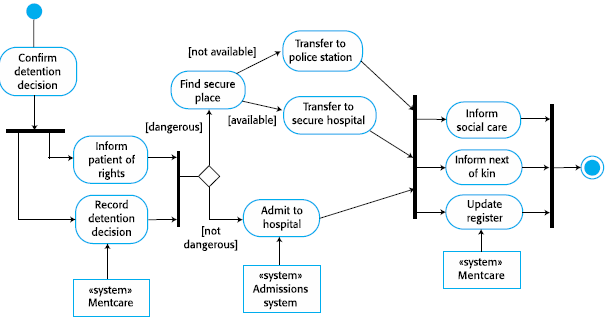 Confirm
detention
decision
Inform
patient of
rights
Record
detention
decision
«system»
Mentcare
[dangerous]
[not
dangerous]
Find secure
place
[not available]
[available]
Transfer to
police station
Transfer to
secure hospital
Admit to
hospital
«system»
Admissions
system
Inform
social care
Inform next
of kin
Update
register
«system»
Mentcare